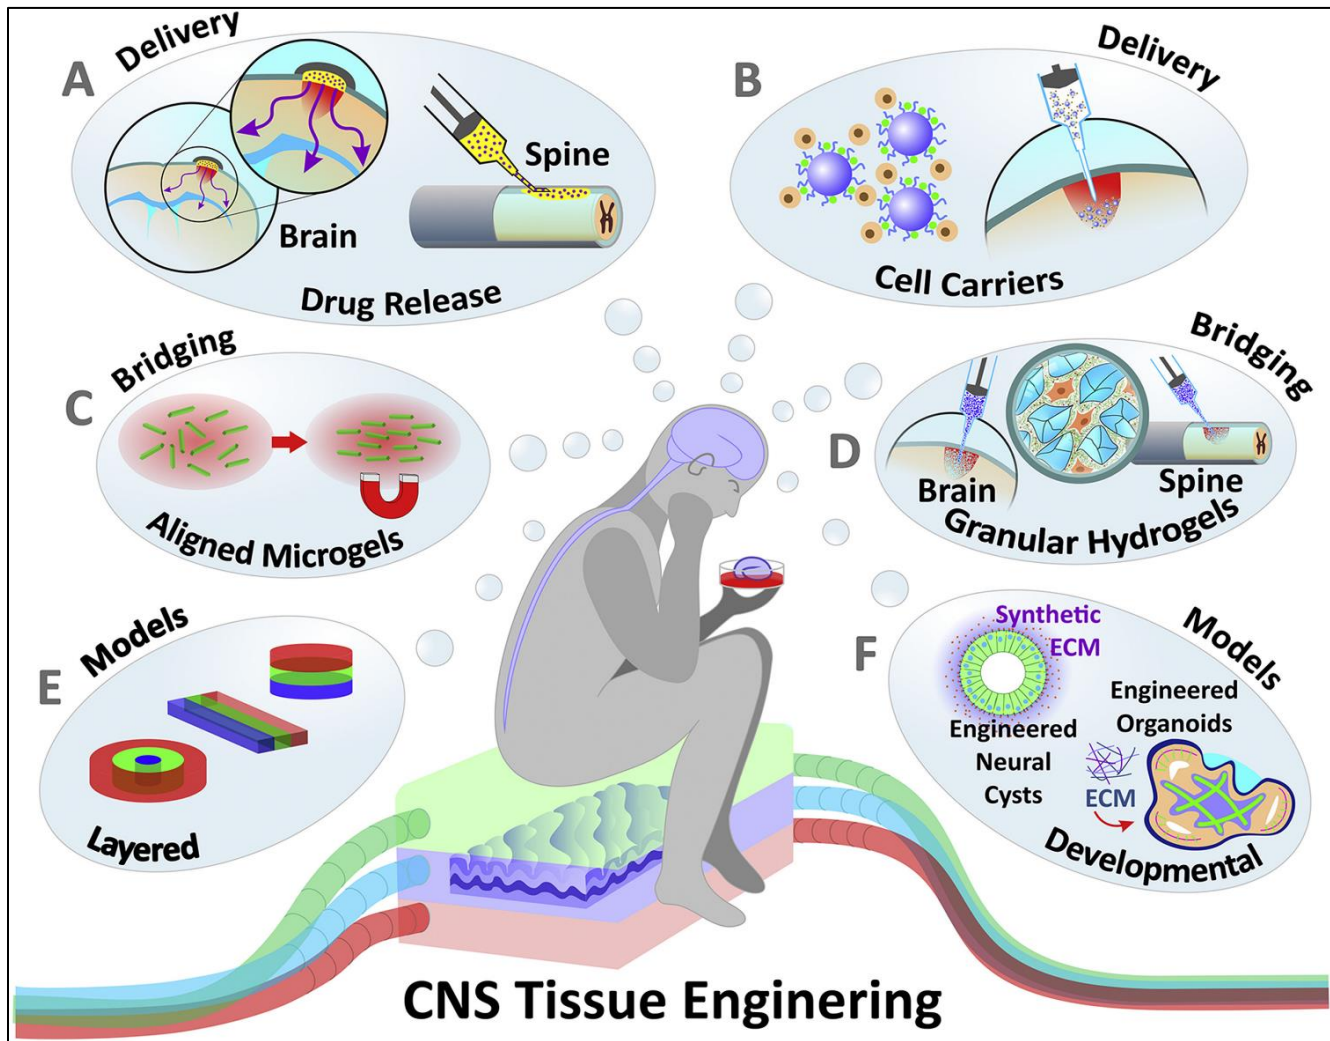 A
Delivery
Brain
Spine
Drug Release
B
Delivery
Cell Carriers
C
Bridging
Aligned Microgels
D
Bridging
Brain
Spine
Granular Hydrogels
E
Models
Layered
F
Models
Synthetic
ECM
Engineered
Neural
Cysts
Engineered
Organoids
ECM
Developmental
CNS Tissue Enginering